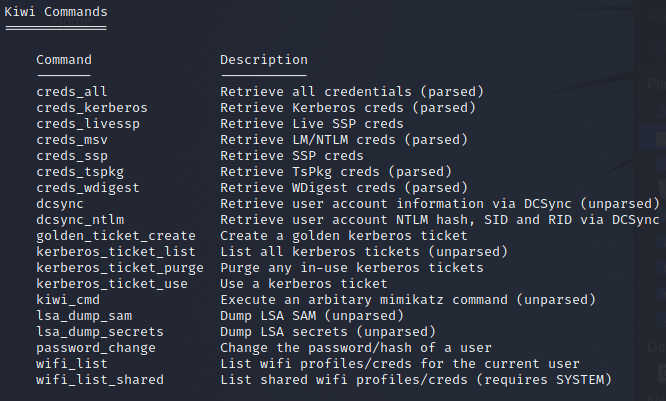 Kiwi Commands
=============
Command Description
------- -----------
creds_all Retrieve all credentials (parsed)
creds_kerberos Retrieve Kerberos creds (parsed)
creds_livessp Retrieve Live SSP creds
creds_msv Retrieve LM/NTLM creds (parsed)
creds_ssp Retrieve SSP creds
creds_tspkg Retrieve TsPkg creds (parsed)
creds_wdigest Retrieve WDigest creds (parsed)
dcsync Retrieve user account information via DCSync (unparsed)
dcsync_ntlm Retrieve user account NTLM hash, SID and RID via DCSync
golden_ticket_create Create a golden kerberos ticket
kerberos_ticket_list List all kerberos tickets (unparsed)
kerberos_ticket_purge Purge any in-use kerberos tickets
kerberos_ticket_use Use a kerberos ticket
kiwi_cmd Execute an arbitary mimikatz command (unparsed)
lsa_dump_sam Dump LSA SAM (unparsed)
lsa_dump_secrets Dump LSA secrets (unparsed)
password_change Change the password/hash of a user
wifi_list List wifi profiles/creds for the current user
wifi_list_shared List shared wifi profiles/creds (requires SYSTEM)